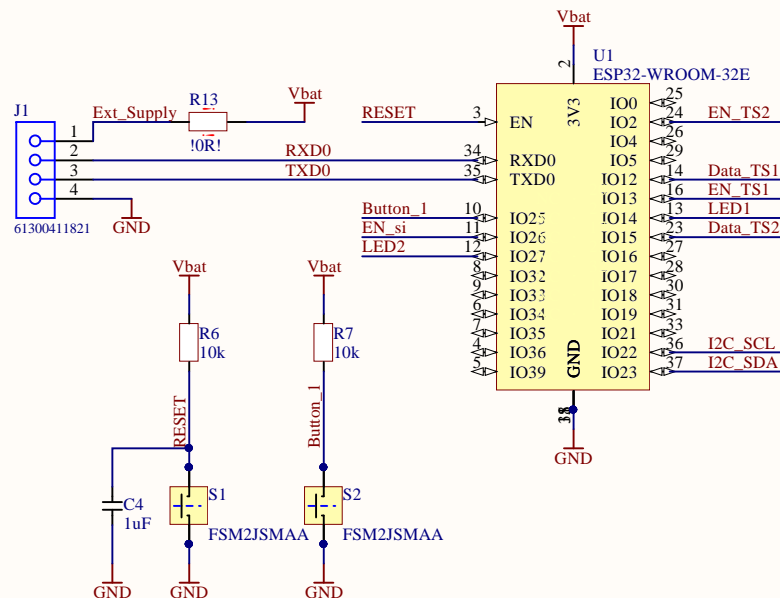 Vbat
U1
ESP32-WROOM-32E
J1
Ext_Supply
R13
!0R!
Vbat
1
2
3
4
RXD0
TXD0
GND
61300411821
RESET
Button_1
EN_si
LED2
3
34
35
10
11
12
8
9
6
7
4
5
2
3V3
EN
RXD0
TXD0
IO25
IO26
IO27
IO32
IO33
IO34
IO35
IO36
IO39
GND
IO0
IO2
IO4
IO5
IO12
IO13
IO14
IO15
IO16
IO17
IO18
IO19
IO21
IO22
IO23
25
24
26
29
14
16
13
23
27
28
30
31
33
36
37
EN_TS2
Data_TS1
EN_TS1
LED1
Data_TS2
I2C_SCL
I2C_SDA
GND
Vbat
R6
10k
RESET
C4
1uF
S1
FSM2JSMAA
GND
GND
Vbat
R7
10k
Button_1
S2
FSM2JSMAA
GND